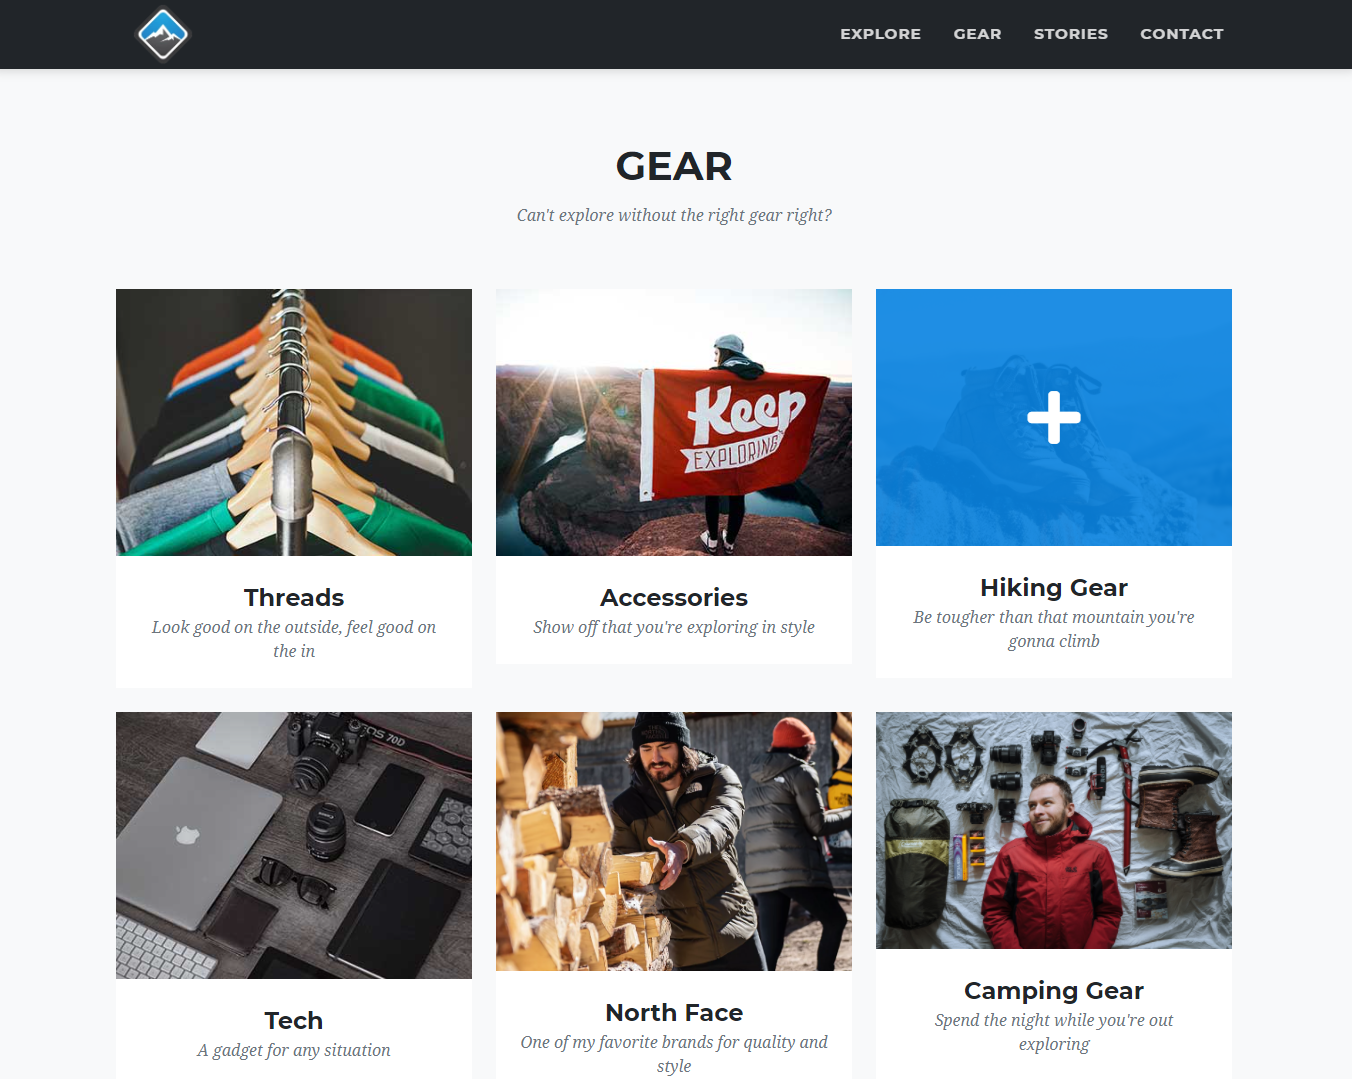 EXPLORE GEAR STORIES CONTACT
GEAR
Can't explore without the right gear right?
Keep
EXPLORING
Threads
Look good on the outside, feel good on
the in
Accessories
Show off that you're exploring in style
Hiking Gear
Be tougher than that mountain you're
gonna climb
EOS 70D
Tech
A gadget for any situation
North Face
One of my favorite brands for quality and
style
Camping Gear
Spend the night while you're out
exploring